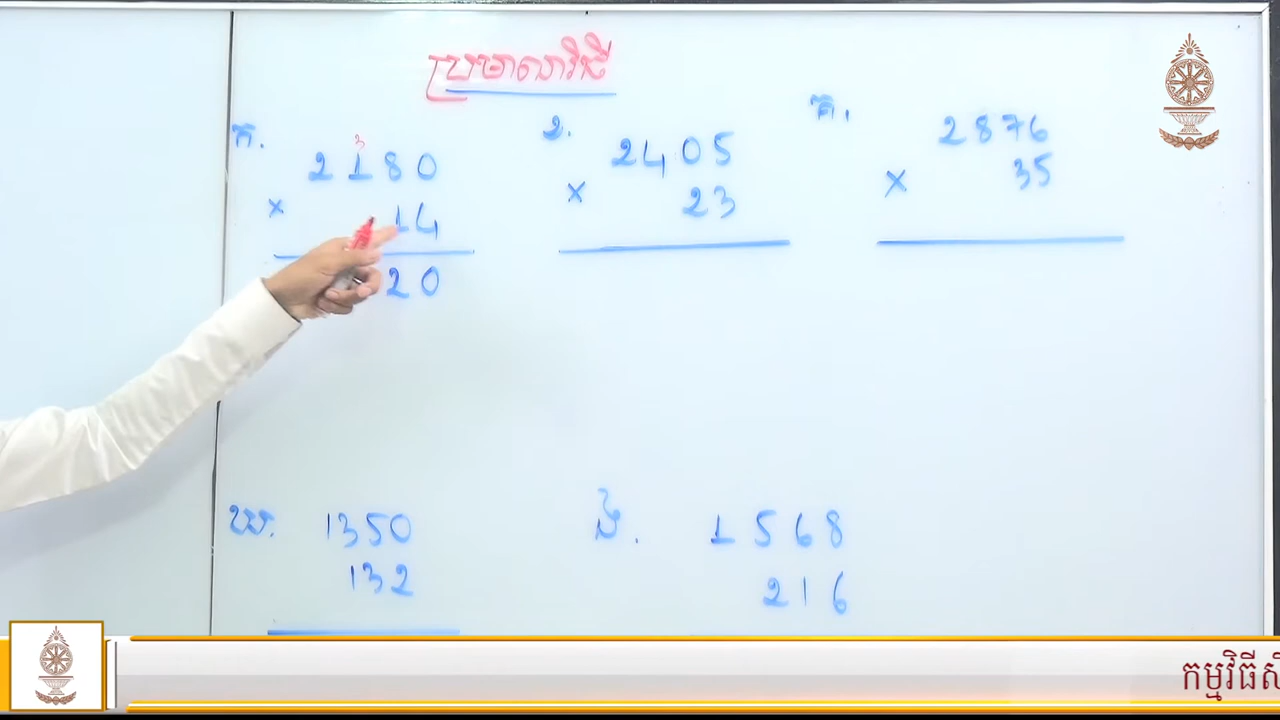 ប្រមាណវិធី
ក.
3
2180
× 14
20
ខ.
2405
× 23
គ.
2876
× 35
ឃ.
1350
132
ង.
1568
216
កម្មវិធីសិ